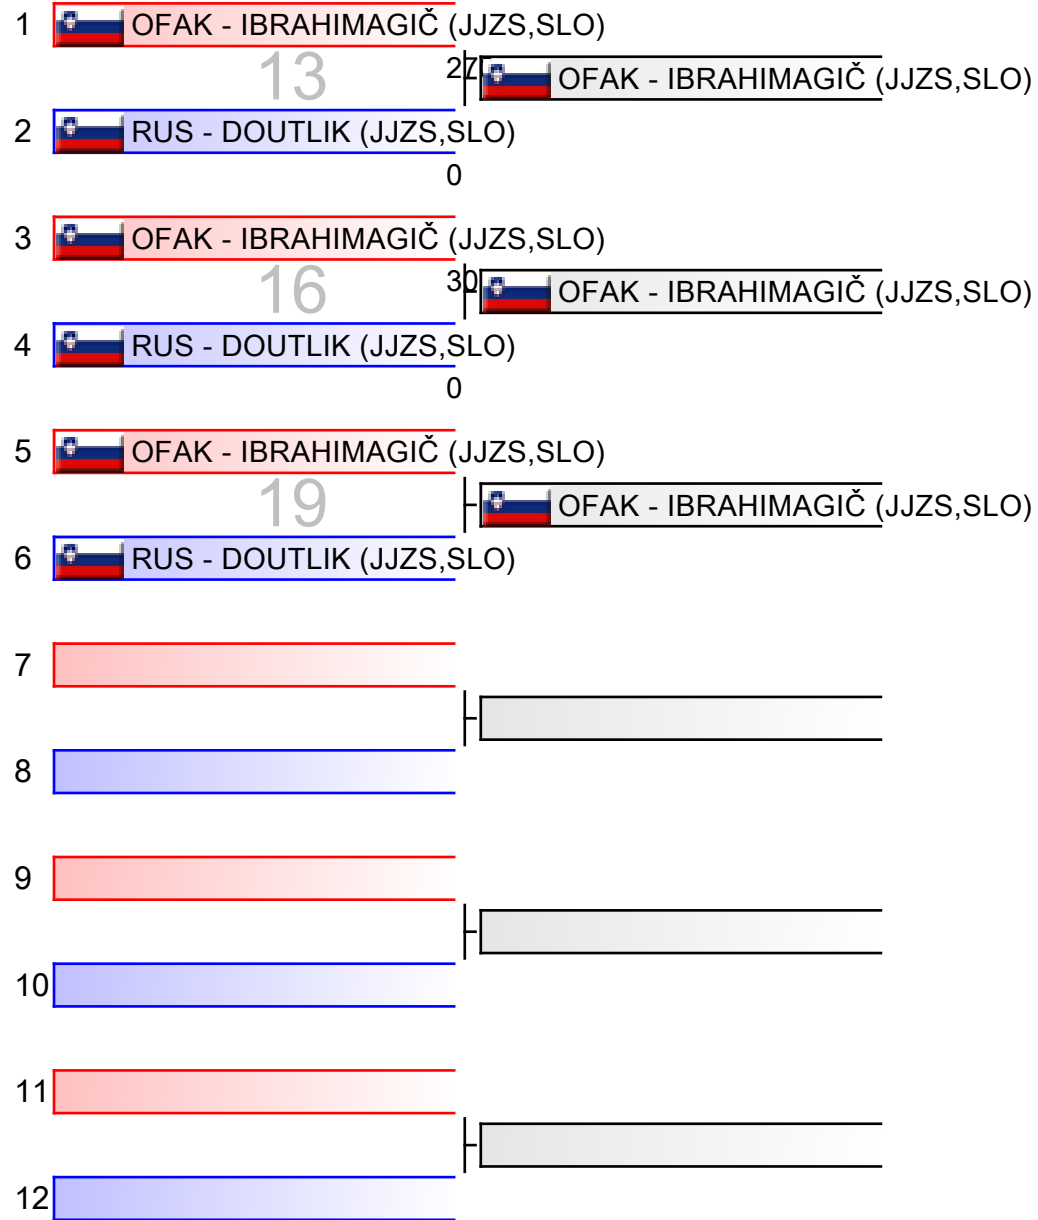 1 OFAK - IBRAHIMAGIČ (JJZS,SLO)
13
27
OFAK - IBRAHIMAGIČ (JJZS,SLO)
2 RUS - DOUTLIK (JJZS,SLO)
0
3 OFAK - IBRAHIMAGIČ (JJZS,SLO)
16
30
OFAK - IBRAHIMAGIČ (JJZS,SLO)
4 RUS - DOUTLIK (JJZS,SLO)
0
5 OFAK - IBRAHIMAGIČ (JJZS,SLO)
19
OFAK - IBRAHIMAGIČ (JJZS,SLO)
6 RUS - DOUTLIK (JJZS,SLO)
7
8
9
10
11
12